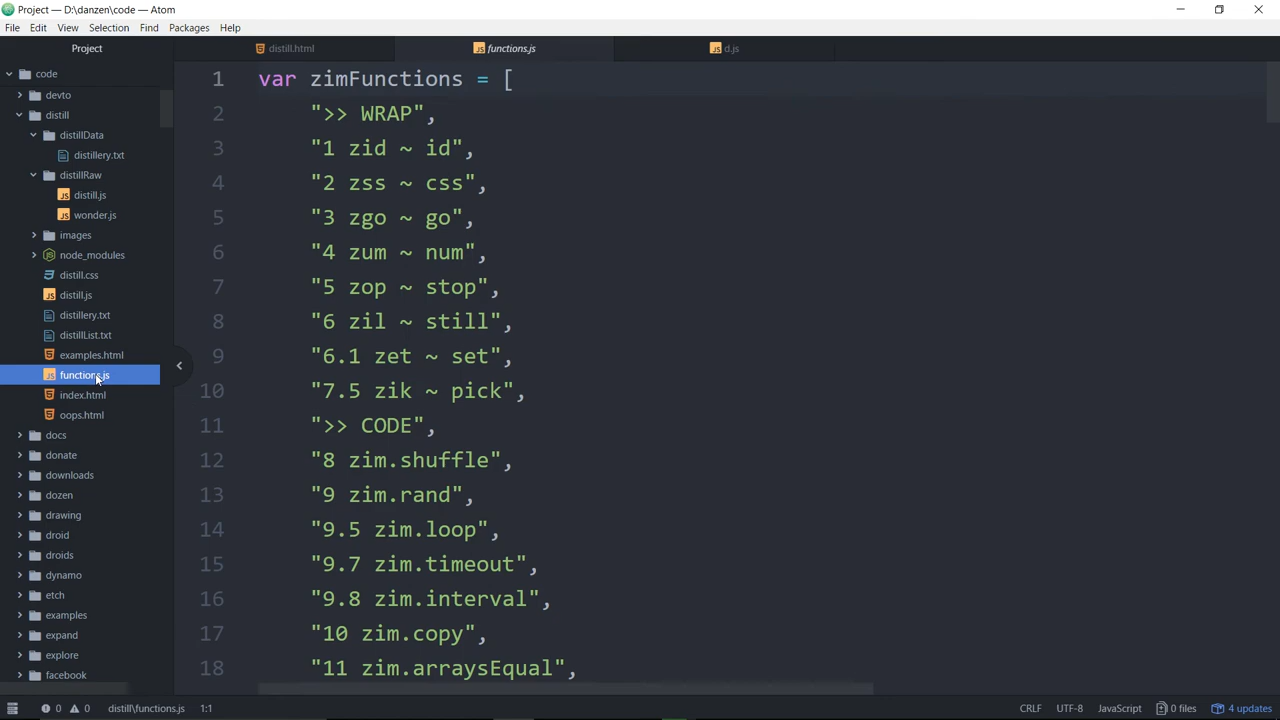 Project — D:\danzen\code — Atom
File Edit View Selection Find Packages Help
Project
distill.html
functions.js
d.js
code
devto
distill
distillData
distillery.txt
distillRaw
distill.js
wonder.js
images
node_modules
distill.css
distill.js
distillery.txt
distillList.txt
examples.html
functions.js
index.html
oops.html
docs
donate
downloads
dozen
drawing
droid
droids
dynamo
etch
examples
expand
explore
facebook
1 var zimFunctions = [
2 ">> WRAP",
3 "1 zid ~ id",
4 "2 zss ~ css",
5 "3 zgo ~ go",
6 "4 zum ~ num",
7 "5 zop ~ stop",
8 "6 zil ~ still",
9 "6.1 zet ~ set",
10 "7.5 zik ~ pick",
11 ">> CODE",
12 "8 zim.shuffle",
13 "9 zim.rand",
14 "9.5 zim.loop",
15 "9.7 zim.timeout",
16 "9.8 zim.interval",
17 "10 zim.copy",
18 "11 zim.arraysEqual",
0 0 distill\functions.js 1:1 CRLF UTF-8 JavaScript 0 files 4 updates